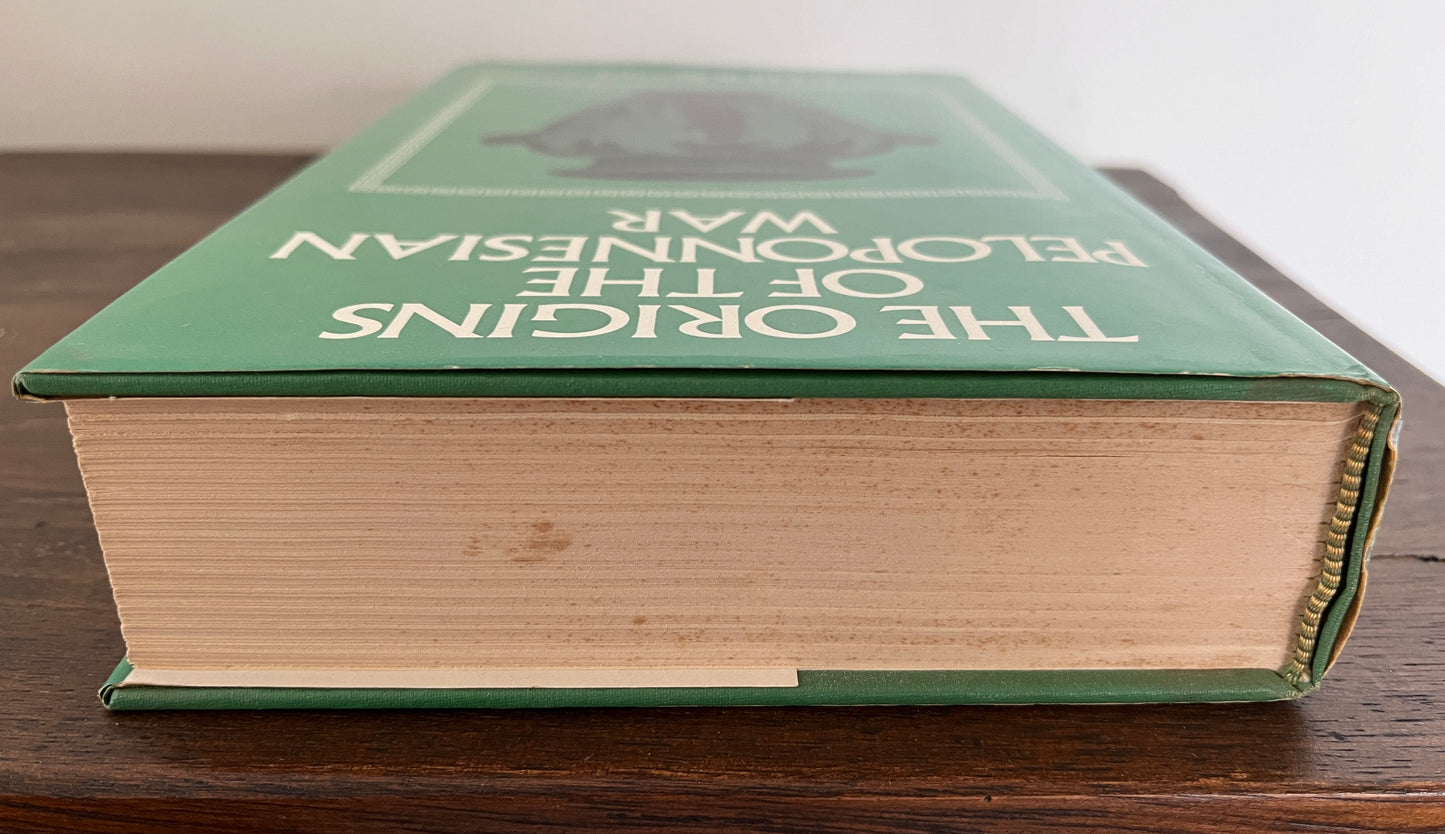 THE ORIGINS
OF THE
PELOPONNESIAN
WAR